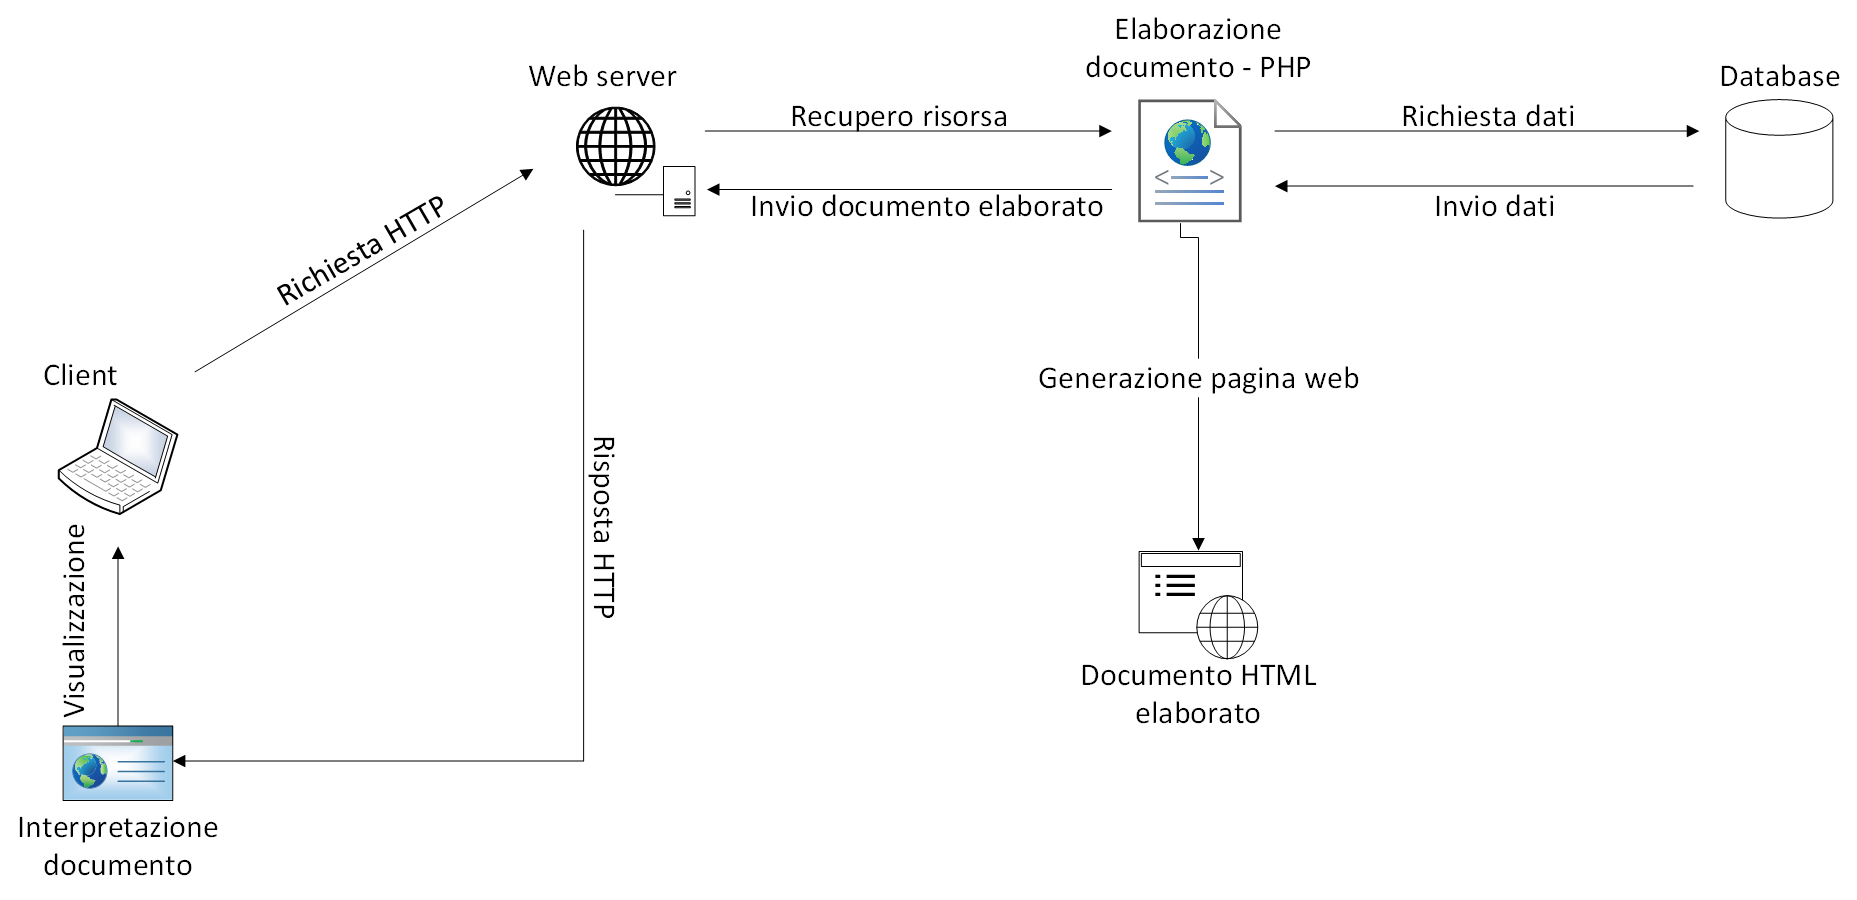 Elaborazione
documento - PHP
Web server
Database
Recupero risorsa
Richiesta dati
Invio documento elaborato
Invio dati
Richiesta HTTP
Client
Generazione pagina web
Risposta HTTP
Visualizzazione
Documento HTML
elaborato
Interpretazione
documento